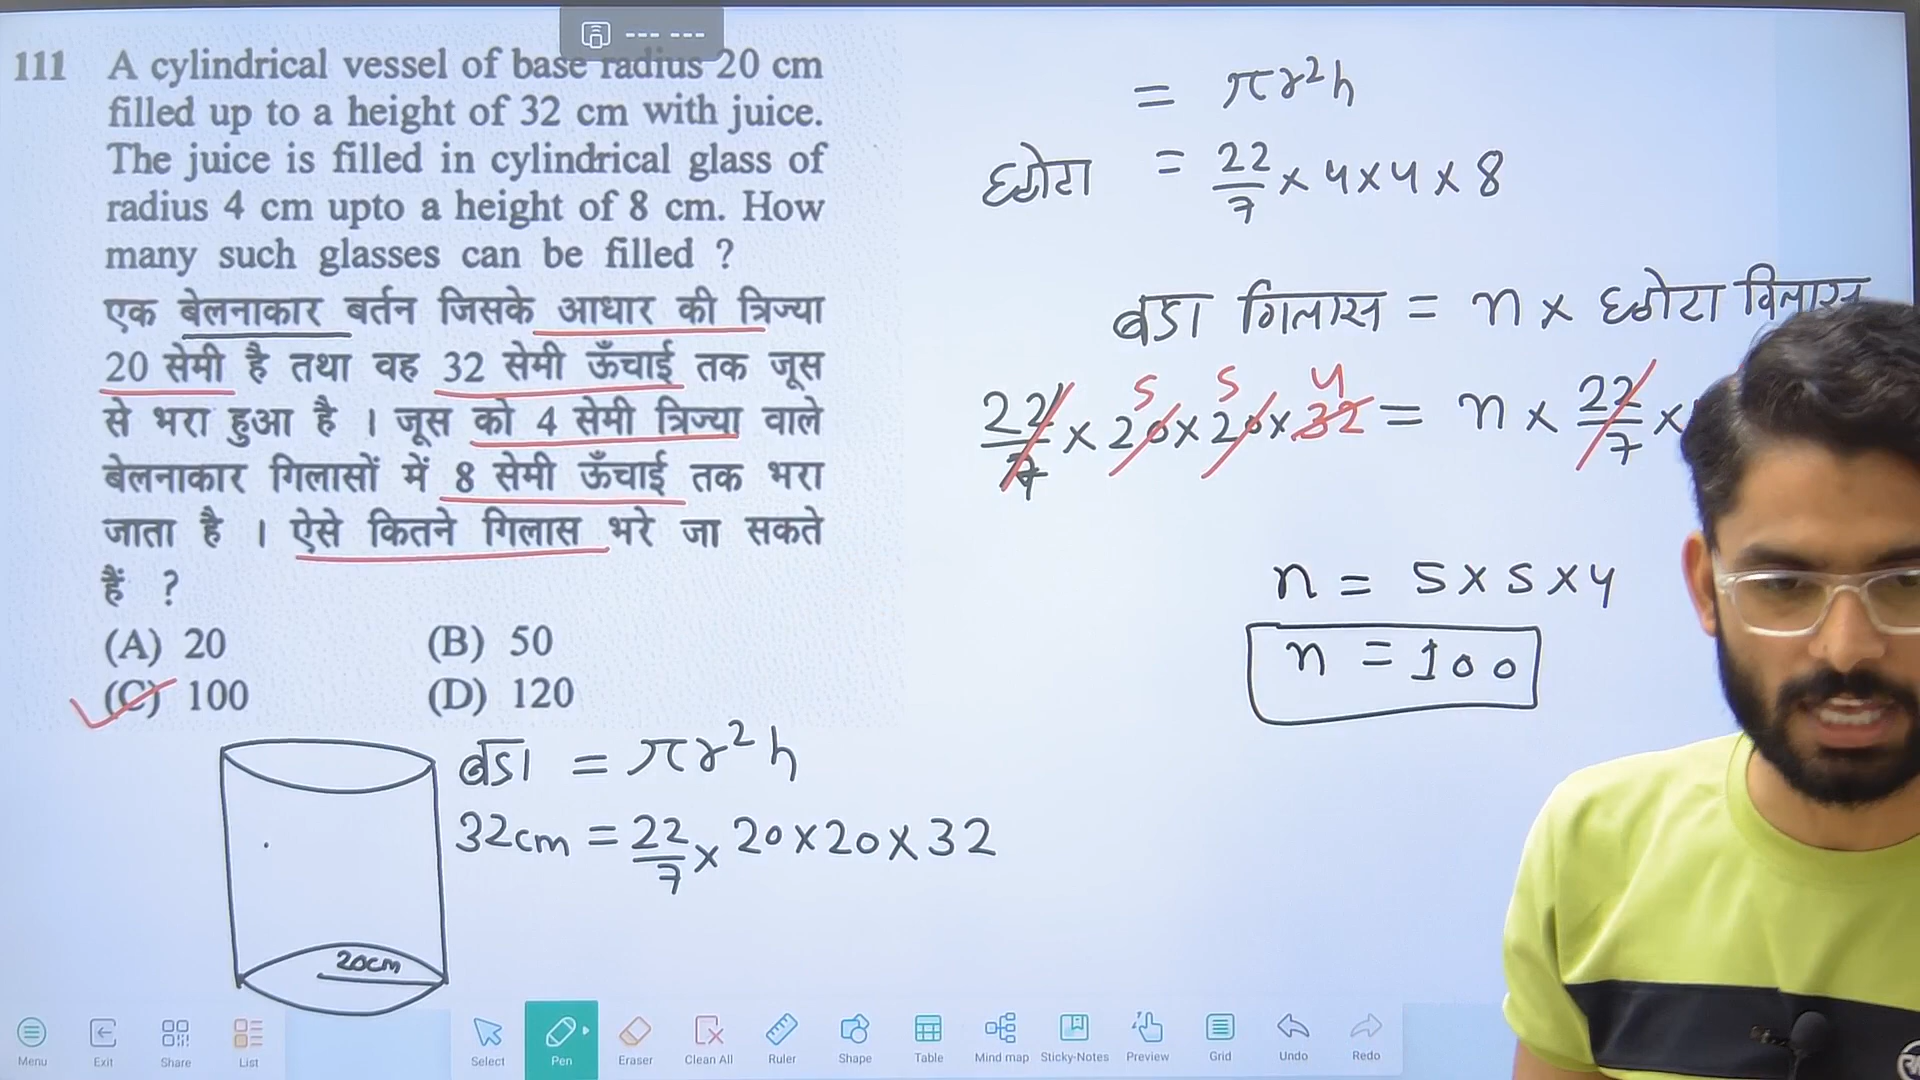 --- ---
111 A cylindrical vessel of base radius 20 cm
filled up to a height of 32 cm with juice.
The juice is filled in cylindrical glass of
radius 4 cm upto a height of 8 cm. How
many such glasses can be filled ?
एक बेलनाकार बर्तन जिसके आधार की त्रिज्या
20 सेमी है तथा वह 32 सेमी ऊँचाई तक जूस
से भरा हुआ है । जूस को 4 सेमी त्रिज्या वाले
बेलनाकार गिलासों में 8 सेमी ऊँचाई तक भरा
जाता है । ऐसे कितने गिलास भरे जा सकते
हैं ?
(A) 20 (B) 50
(C) 100 (D) 120
बडा = πr²h
32cm = 22/7 × 20×20×32
20cm
= πr²h
छोटा = 22/7 × 4×4×8
बडा गिलास = n × छोटा
5 5 4
22/7 × 20×20×32 = n × 22/7 ×
n = 5×5×4
n = 100
Menu Exit Share List Select Pen Eraser Clean All Ruler Shape Table Mind map Sticky-Notes Preview Grid Undo Redo